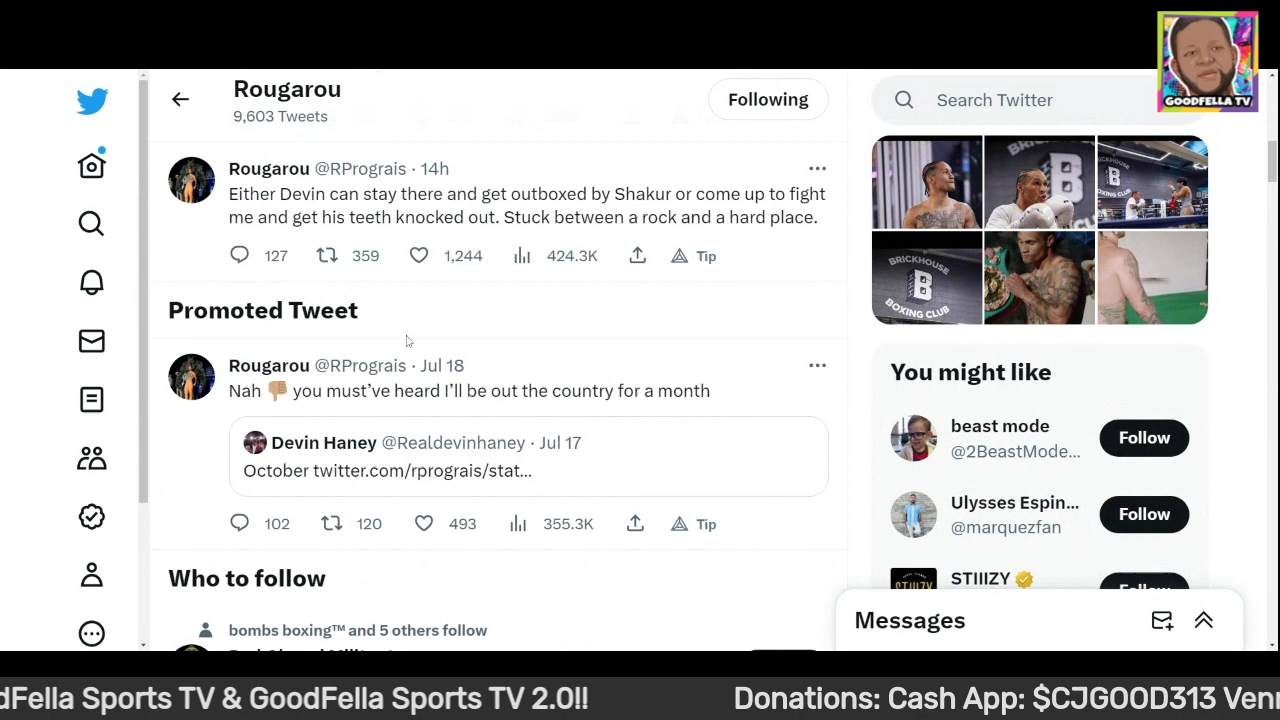 GOODFELLA TV
Rougarou
9,603 Tweets
Following
Search Twitter
Rougarou @RPrograis · 14h
Either Devin can stay there and get outboxed by Shakur or come up to fight
me and get his teeth knocked out. Stuck between a rock and a hard place.
127 359 1,244 424.3K Tip
Promoted Tweet
Rougarou @RPrograis · Jul 18
Nah 👎🏽 you must’ve heard I’ll be out the country for a month
Devin Haney @Realdevinhaney · Jul 17
October twitter.com/rprograis/stat...
102 120 493 355.3K Tip
Who to follow
bombs boxing™ and 5 others follow
BRICK
B
BRICKHOUSE
BOXING CLUB
BRICKHOUSE
B
BOXING CLUB
You might like
beast mode
@2BeastMode...
Follow
Ulysses Espin...
@marquezfan
Follow
STIIIZY
Follow
Messages
dFella Sports TV & GoodFella Sports TV 2.0!!
Donations: Cash App: $CJGOOD313 Ven